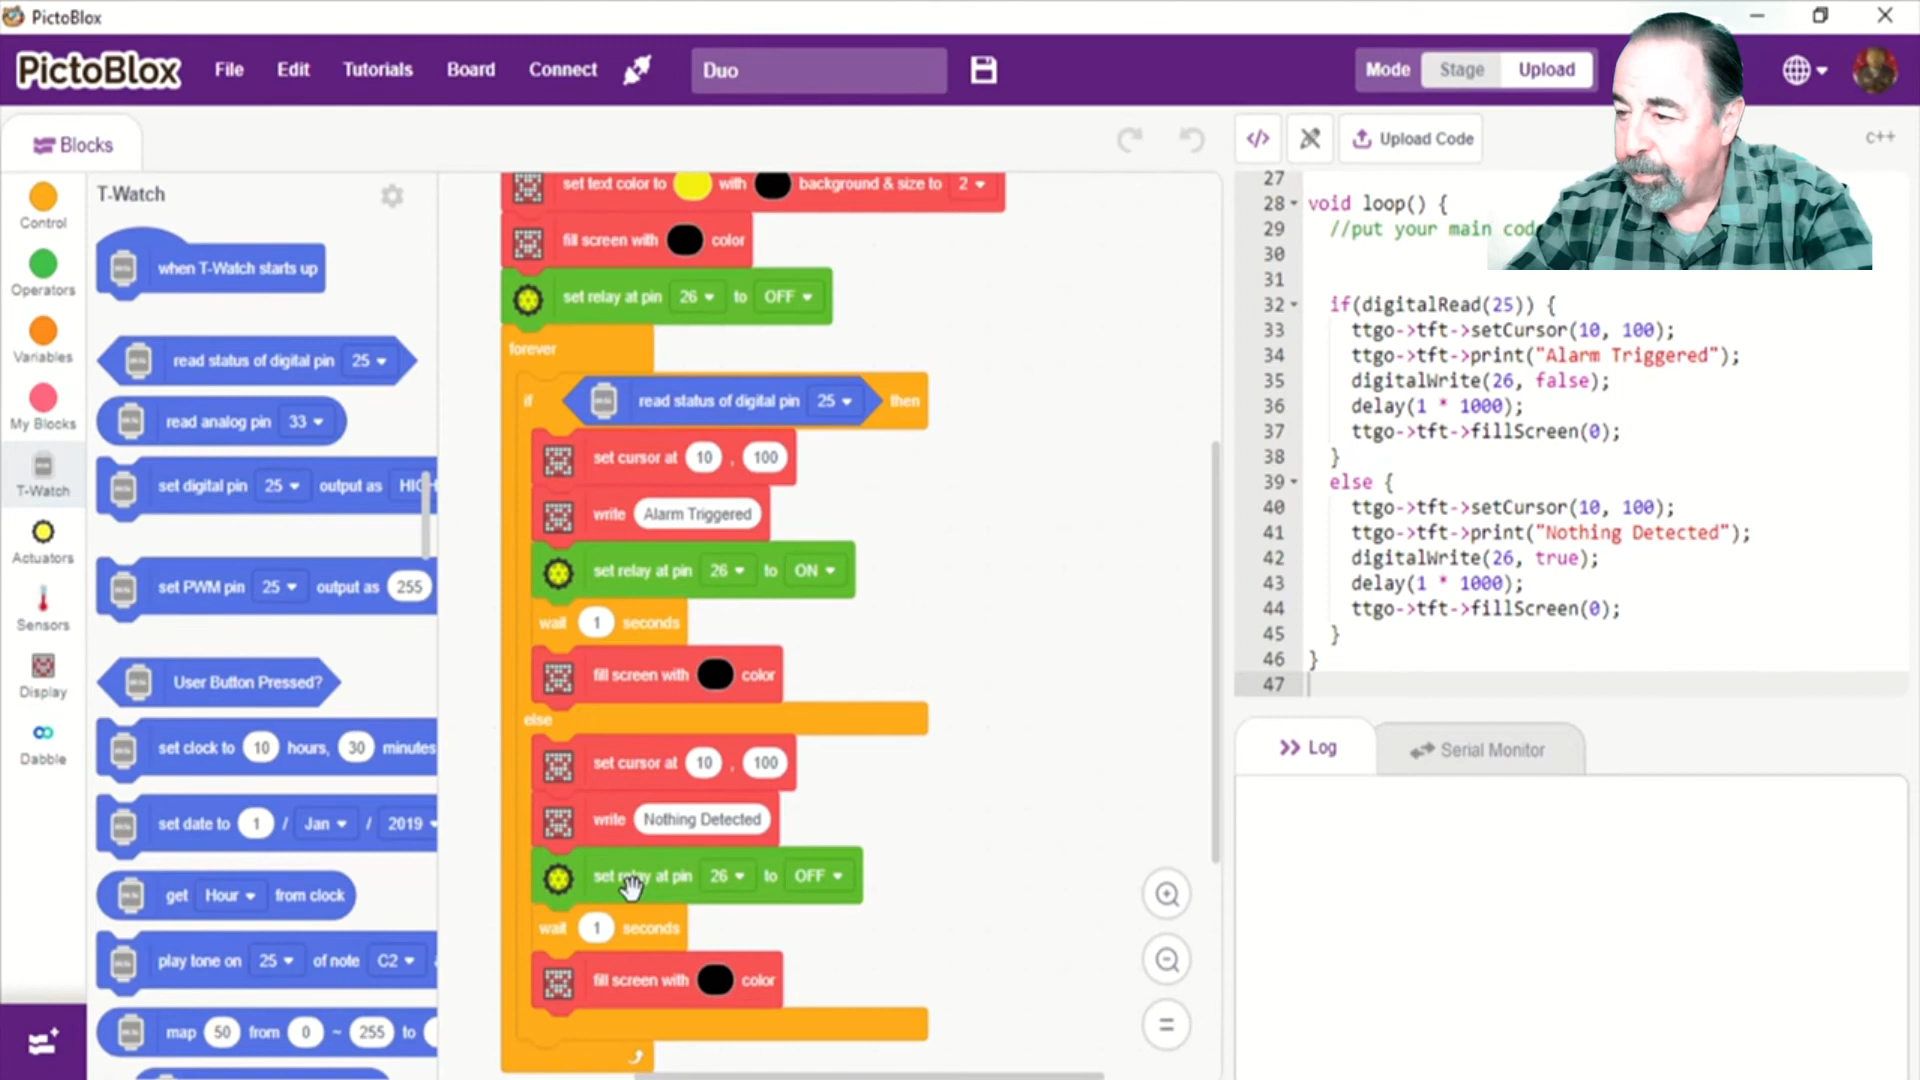 PictoBlox
PictoBlox File Edit Tutorials Board Connect Duo Mode Stage Upload
Blocks
Upload Code C++
T-Watch
Control
Operators
Variables
My Blocks
T-Watch
Actuators
Sensors
Display
Dabble
when T-Watch starts up
read status of digital pin 25
read analog pin 33
set digital pin 25 output as
set PWM pin 25 output as 255
User Button Pressed?
set clock to 10 hours, 30 minutes
set date to 1 / Jan / 2019
get Hour from clock
play tone on 25 of note C2
map 50 from 0 ~ 255 to
set text color to with background & size to 2
fill screen with color
set relay at pin 26 to OFF
forever
if read status of digital pin 25 then
set cursor at 10 , 100
write Alarm Triggered
set relay at pin 26 to ON
wait 1 seconds
fill screen with color
else
set cursor at 10 , 100
write Nothing Detected
set relay at pin 26 to OFF
wait 1 seconds
fill screen with color
27
28 void loop() {
29 //put your main
30
31
32 if(digitalRead(25)) {
33 ttgo->tft->setCursor(10, 100);
34 ttgo->tft->print("Alarm Triggered");
35 digitalWrite(26, false);
36 delay(1 * 1000);
37 ttgo->tft->fillScreen(0);
38 }
39 else {
40 ttgo->tft->setCursor(10, 100);
41 ttgo->tft->print("Nothing Detected");
42 digitalWrite(26, true);
43 delay(1 * 1000);
44 ttgo->tft->fillScreen(0);
45 }
46 }
47
Log Serial Monitor